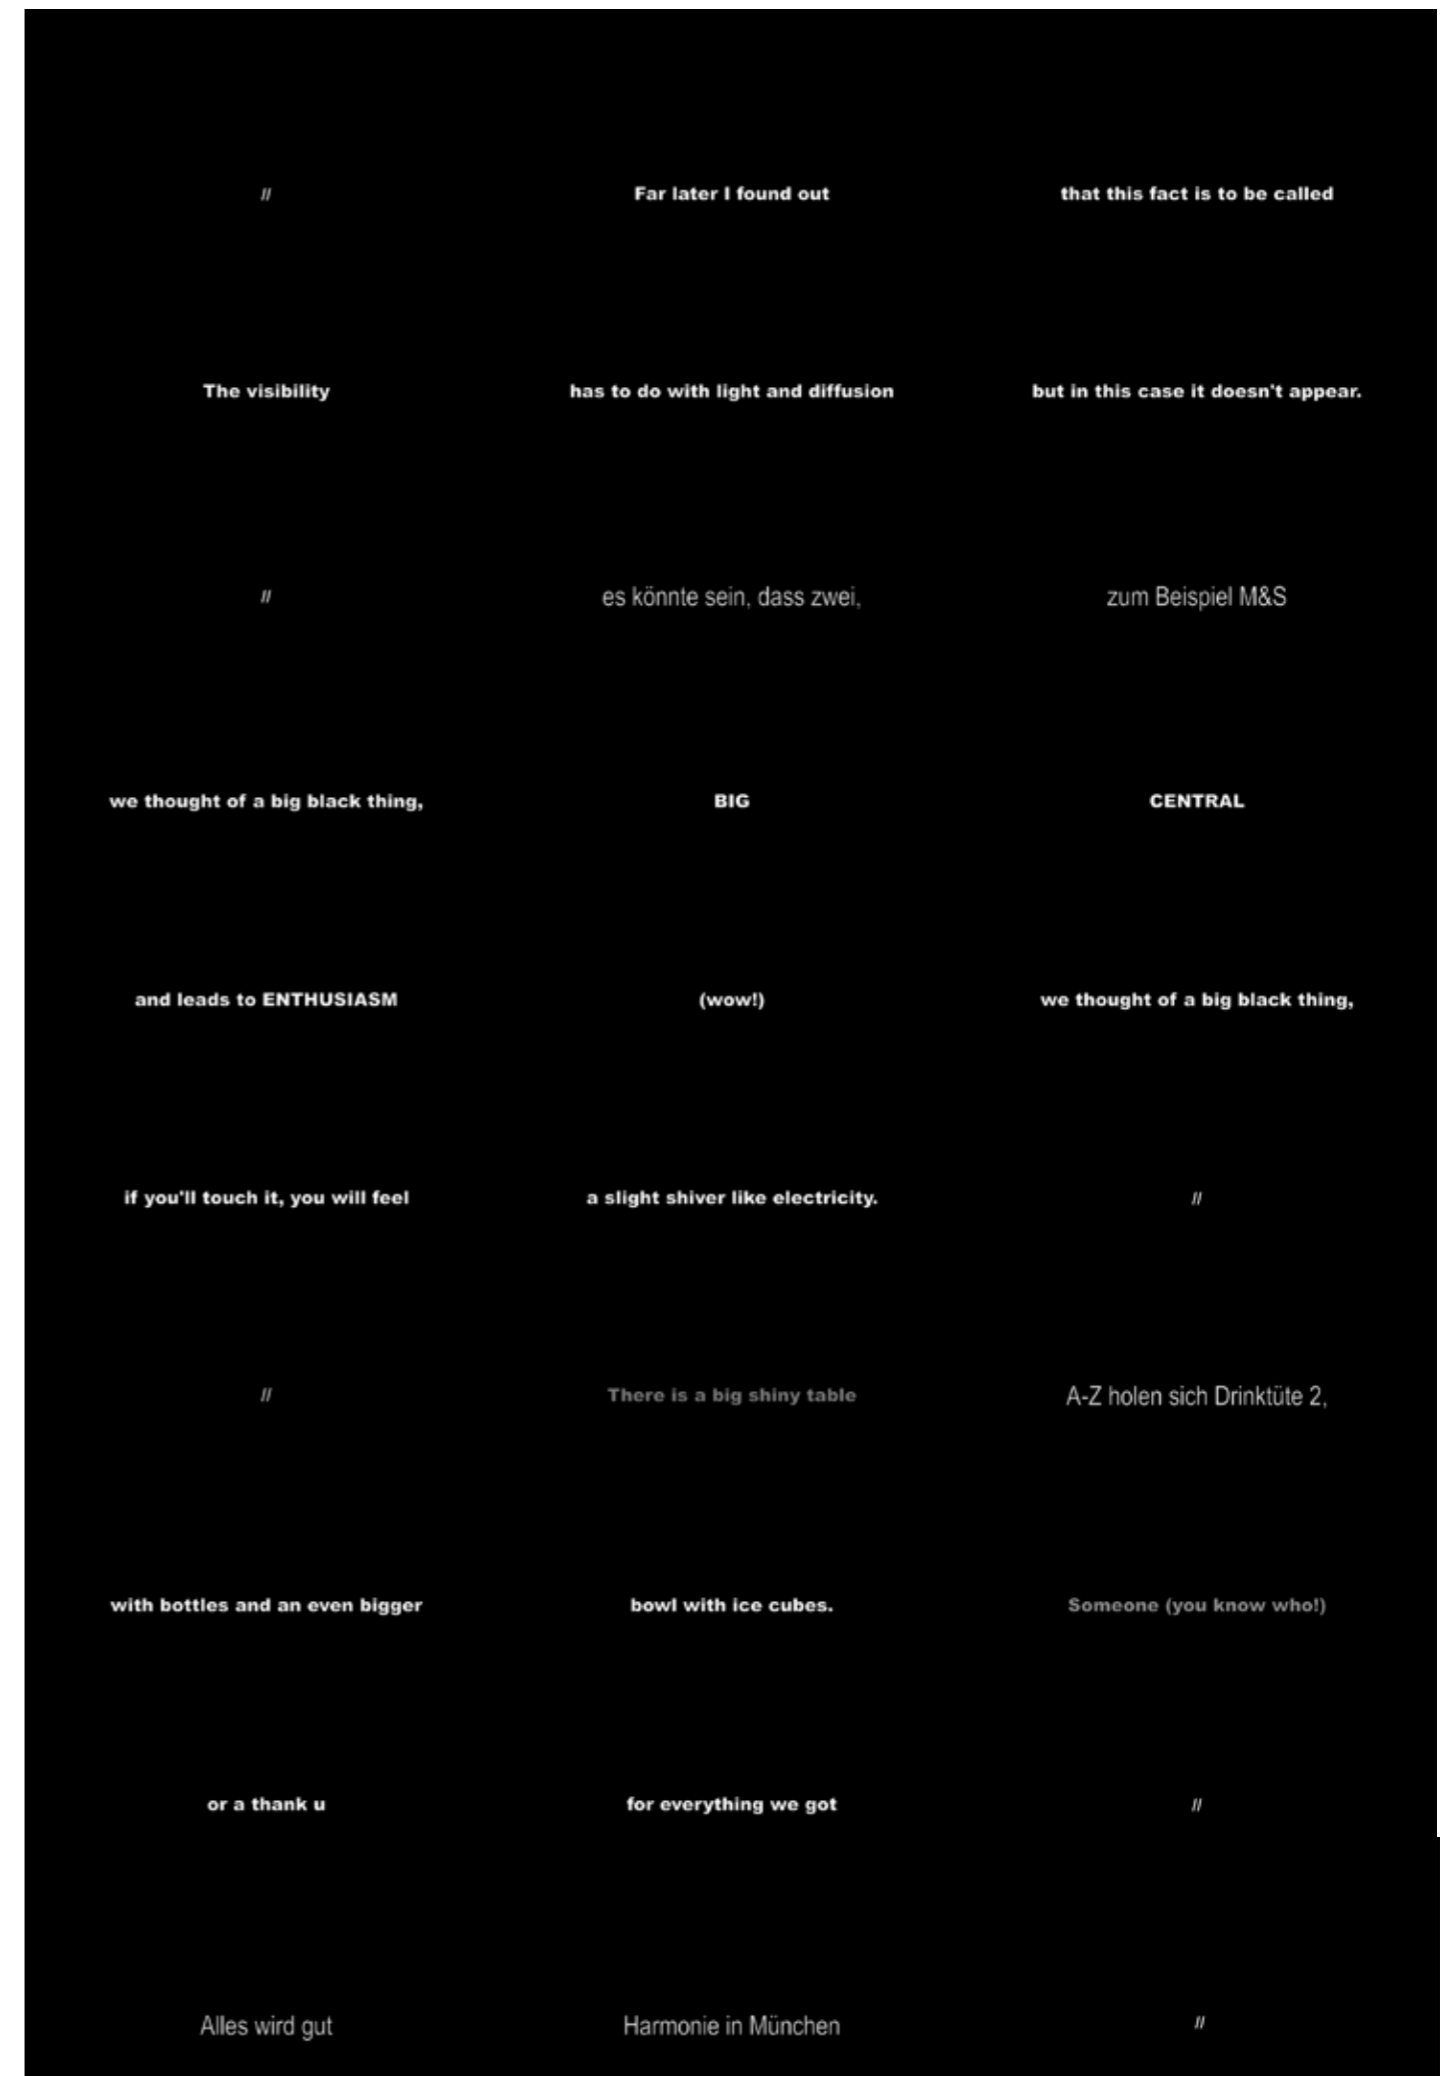 // Far later I found out that this fact is to be called
The visibility has to do with light and diffusion but in this case it doesn't appear.
// es könnte sein, dass zwei, zum Beispiel M&S
we thought of a big black thing, BIG CENTRAL
and leads to ENTHUSIASM (wow!) we thought of a big black thing,
if you'll touch it, you will feel a slight shiver like electricity. //
// There is a big shiny table A-Z holen sich Drinktüte 2,
with bottles and an even bigger bowl with ice cubes. Someone (you know who!)
or a thank u for everything we got //
Alles wird gut Harmonie in München //